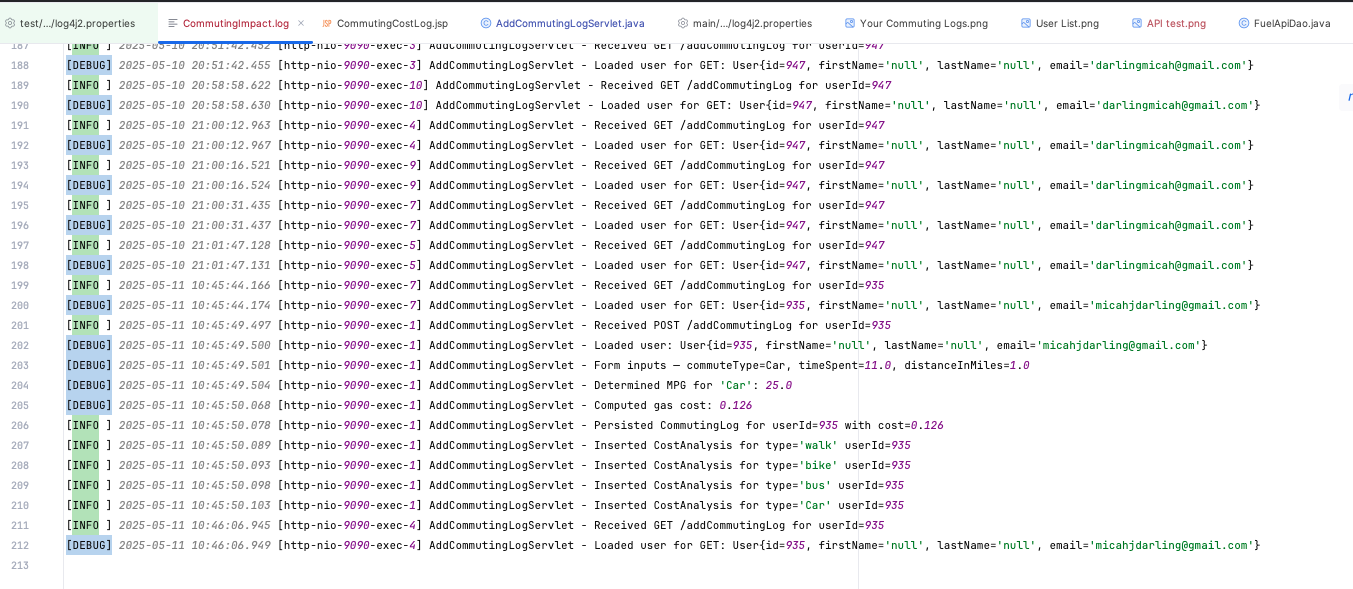 test/.../log4j2.properties CommutingImpact.log × CommutingCostLog.jsp AddCommutingLogServlet.java main/.../log4j2.properties Your Commuting Logs.png User List.png API test.png FuelApiDao.java
187 [INFO ] 2025-05-10 20:51:42.452 [http-nio-9090-exec-3] AddCommutingLogServlet - Received GET /addCommutingLog for userId=947
188 [DEBUG] 2025-05-10 20:51:42.455 [http-nio-9090-exec-3] AddCommutingLogServlet - Loaded user for GET: User{id=947, firstName='null', lastName='null', email='darlingmicah@gmail.com'}
189 [INFO ] 2025-05-10 20:58:58.622 [http-nio-9090-exec-10] AddCommutingLogServlet - Received GET /addCommutingLog for userId=947
190 [DEBUG] 2025-05-10 20:58:58.630 [http-nio-9090-exec-10] AddCommutingLogServlet - Loaded user for GET: User{id=947, firstName='null', lastName='null', email='darlingmicah@gmail.com'}
191 [INFO ] 2025-05-10 21:00:12.963 [http-nio-9090-exec-4] AddCommutingLogServlet - Received GET /addCommutingLog for userId=947
192 [DEBUG] 2025-05-10 21:00:12.967 [http-nio-9090-exec-4] AddCommutingLogServlet - Loaded user for GET: User{id=947, firstName='null', lastName='null', email='darlingmicah@gmail.com'}
193 [INFO ] 2025-05-10 21:00:16.521 [http-nio-9090-exec-9] AddCommutingLogServlet - Received GET /addCommutingLog for userId=947
194 [DEBUG] 2025-05-10 21:00:16.524 [http-nio-9090-exec-9] AddCommutingLogServlet - Loaded user for GET: User{id=947, firstName='null', lastName='null', email='darlingmicah@gmail.com'}
195 [INFO ] 2025-05-10 21:00:31.435 [http-nio-9090-exec-7] AddCommutingLogServlet - Received GET /addCommutingLog for userId=947
196 [DEBUG] 2025-05-10 21:00:31.437 [http-nio-9090-exec-7] AddCommutingLogServlet - Loaded user for GET: User{id=947, firstName='null', lastName='null', email='darlingmicah@gmail.com'}
197 [INFO ] 2025-05-10 21:01:47.128 [http-nio-9090-exec-5] AddCommutingLogServlet - Received GET /addCommutingLog for userId=947
198 [DEBUG] 2025-05-10 21:01:47.131 [http-nio-9090-exec-5] AddCommutingLogServlet - Loaded user for GET: User{id=947, firstName='null', lastName='null', email='darlingmicah@gmail.com'}
199 [INFO ] 2025-05-11 10:45:44.166 [http-nio-9090-exec-7] AddCommutingLogServlet - Received GET /addCommutingLog for userId=935
200 [DEBUG] 2025-05-11 10:45:44.174 [http-nio-9090-exec-7] AddCommutingLogServlet - Loaded user for GET: User{id=935, firstName='null', lastName='null', email='micahjdarling@gmail.com'}
201 [INFO ] 2025-05-11 10:45:49.497 [http-nio-9090-exec-1] AddCommutingLogServlet - Received POST /addCommutingLog for userId=935
202 [DEBUG] 2025-05-11 10:45:49.500 [http-nio-9090-exec-1] AddCommutingLogServlet - Loaded user: User{id=935, firstName='null', lastName='null', email='micahjdarling@gmail.com'}
203 [DEBUG] 2025-05-11 10:45:49.501 [http-nio-9090-exec-1] AddCommutingLogServlet - Form inputs — commuteType=Car, timeSpent=11.0, distanceInMiles=1.0
204 [DEBUG] 2025-05-11 10:45:49.504 [http-nio-9090-exec-1] AddCommutingLogServlet - Determined MPG for 'Car': 25.0
205 [DEBUG] 2025-05-11 10:45:50.068 [http-nio-9090-exec-1] AddCommutingLogServlet - Computed gas cost: 0.126
206 [INFO ] 2025-05-11 10:45:50.078 [http-nio-9090-exec-1] AddCommutingLogServlet - Persisted CommutingLog for userId=935 with cost=0.126
207 [INFO ] 2025-05-11 10:45:50.089 [http-nio-9090-exec-1] AddCommutingLogServlet - Inserted CostAnalysis for type='walk' userId=935
208 [INFO ] 2025-05-11 10:45:50.093 [http-nio-9090-exec-1] AddCommutingLogServlet - Inserted CostAnalysis for type='bike' userId=935
209 [INFO ] 2025-05-11 10:45:50.098 [http-nio-9090-exec-1] AddCommutingLogServlet - Inserted CostAnalysis for type='bus' userId=935
210 [INFO ] 2025-05-11 10:45:50.103 [http-nio-9090-exec-1] AddCommutingLogServlet - Inserted CostAnalysis for type='Car' userId=935
211 [INFO ] 2025-05-11 10:46:06.945 [http-nio-9090-exec-4] AddCommutingLogServlet - Received GET /addCommutingLog for userId=935
212 [DEBUG] 2025-05-11 10:46:06.949 [http-nio-9090-exec-4] AddCommutingLogServlet - Loaded user for GET: User{id=935, firstName='null', lastName='null', email='micahjdarling@gmail.com'}
213